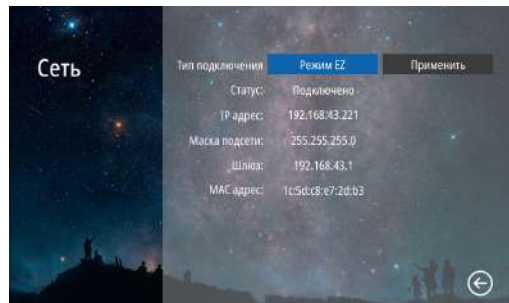 Сеть
Тип подключения Режим EZ Применить
Статус: Подключено
IP адрес: 192.168.43.221
Маска подсети: 255.255.255.0
Шлюз: 192.168.43.1
MAC адрес: 1c:5d:c8:e7:2d:b3